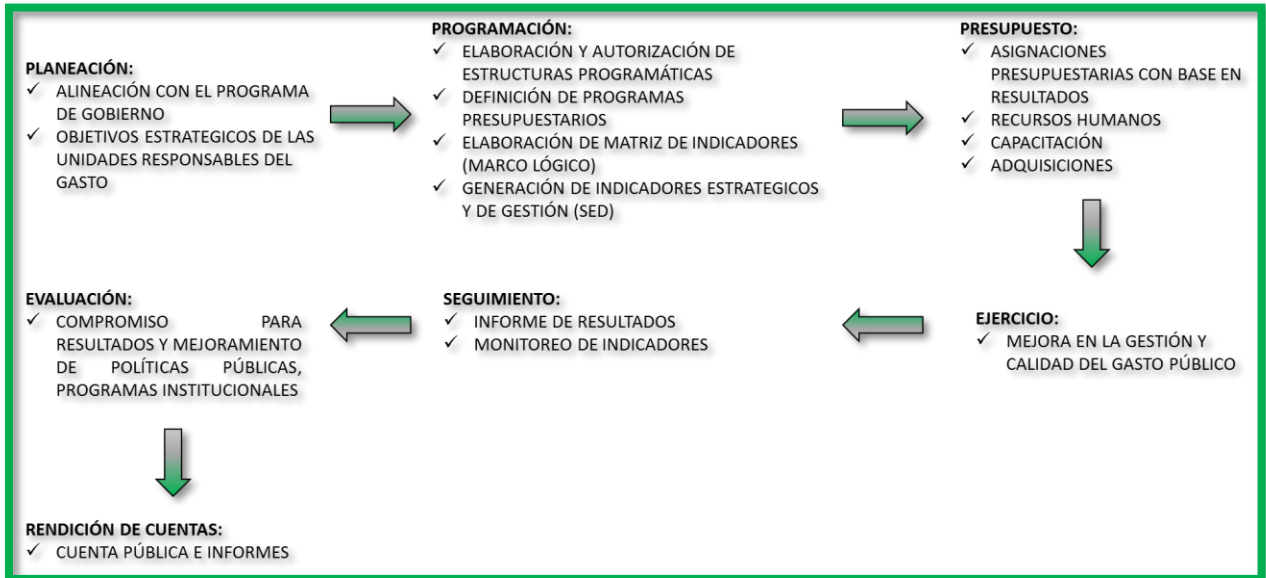 PLANEACIÓN:
✓ ALINEACIÓN CON EL PROGRAMA
DE GOBIERNO
✓ OBJETIVOS ESTRATEGICOS DE LAS
UNIDADES RESPONSABLES DEL
GASTO
PROGRAMACIÓN:
✓ ELABORACIÓN Y AUTORIZACIÓN DE
ESTRUCTURAS PROGRAMÁTICAS
✓ DEFINICIÓN DE PROGRAMAS
PRESUPUESTARIOS
✓ ELABORACIÓN DE MATRIZ DE INDICADORES
(MARCO LÓGICO)
✓ GENERACIÓN DE INDICADORES ESTRATEGICOS
Y DE GESTIÓN (SED)
PRESUPUESTO:
✓ ASIGNACIONES
PRESUPUESTARIAS CON BASE EN
RESULTADOS
✓ RECURSOS HUMANOS
✓ CAPACITACIÓN
✓ ADQUISICIONES
EJERCICIO:
✓ MEJORA EN LA GESTIÓN Y
CALIDAD DEL GASTO PÚBLICO
SEGUIMIENTO:
✓ INFORME DE RESULTADOS
✓ MONITOREO DE INDICADORES
EVALUACIÓN:
✓ COMPROMISO PARA
RESULTADOS Y MEJORAMIENTO
DE POLÍTICAS PÚBLICAS,
PROGRAMAS INSTITUCIONALES
RENDICIÓN DE CUENTAS:
✓ CUENTA PÚBLICA E INFORMES